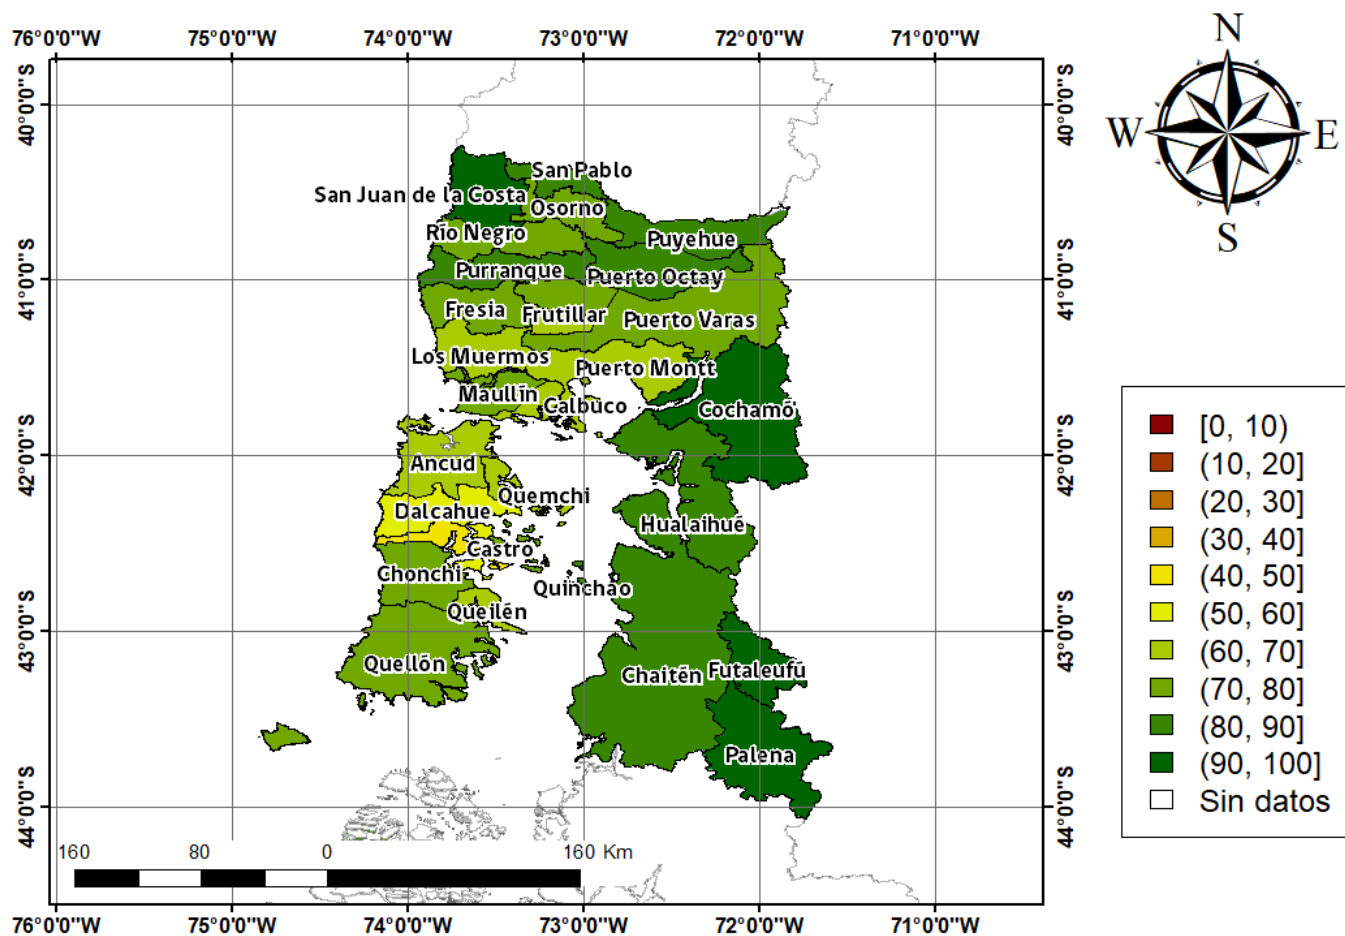 76°0'0"W 75°0'0"W 74°0'0"W 73°0'0"W 72°0'0"W 71°0'0"W
N
W E
S
40°0'0"S 40°0'0"S
San Pablo
San Juan de la Costa
Osorno
Río Negro
Puyehue
Purranque
Puerto Octay
41°0'0"S 41°0'0"S
Fresia
Frutillar
Puerto Varas
Los Muermos
Puerto Montt
Maullín
Calbuco
Cochamó
42°0'0"S 42°0'0"S
Ancud
Quemchi
Dalcahue
Hualaihué
Castro
Chonchi
Quinchao
Queilén
43°0'0"S 43°0'0"S
Quellón
Chaitén
Futaleufú
Palena
44°0'0"S 44°0'0"S
160 80 0 160 Km
76°0'0"W 75°0'0"W 74°0'0"W 73°0'0"W 72°0'0"W 71°0'0"W
[0, 10)
(10, 20]
(20, 30]
(30, 40]
(40, 50]
(50, 60]
(60, 70]
(70, 80]
(80, 90]
(90, 100]
Sin datos